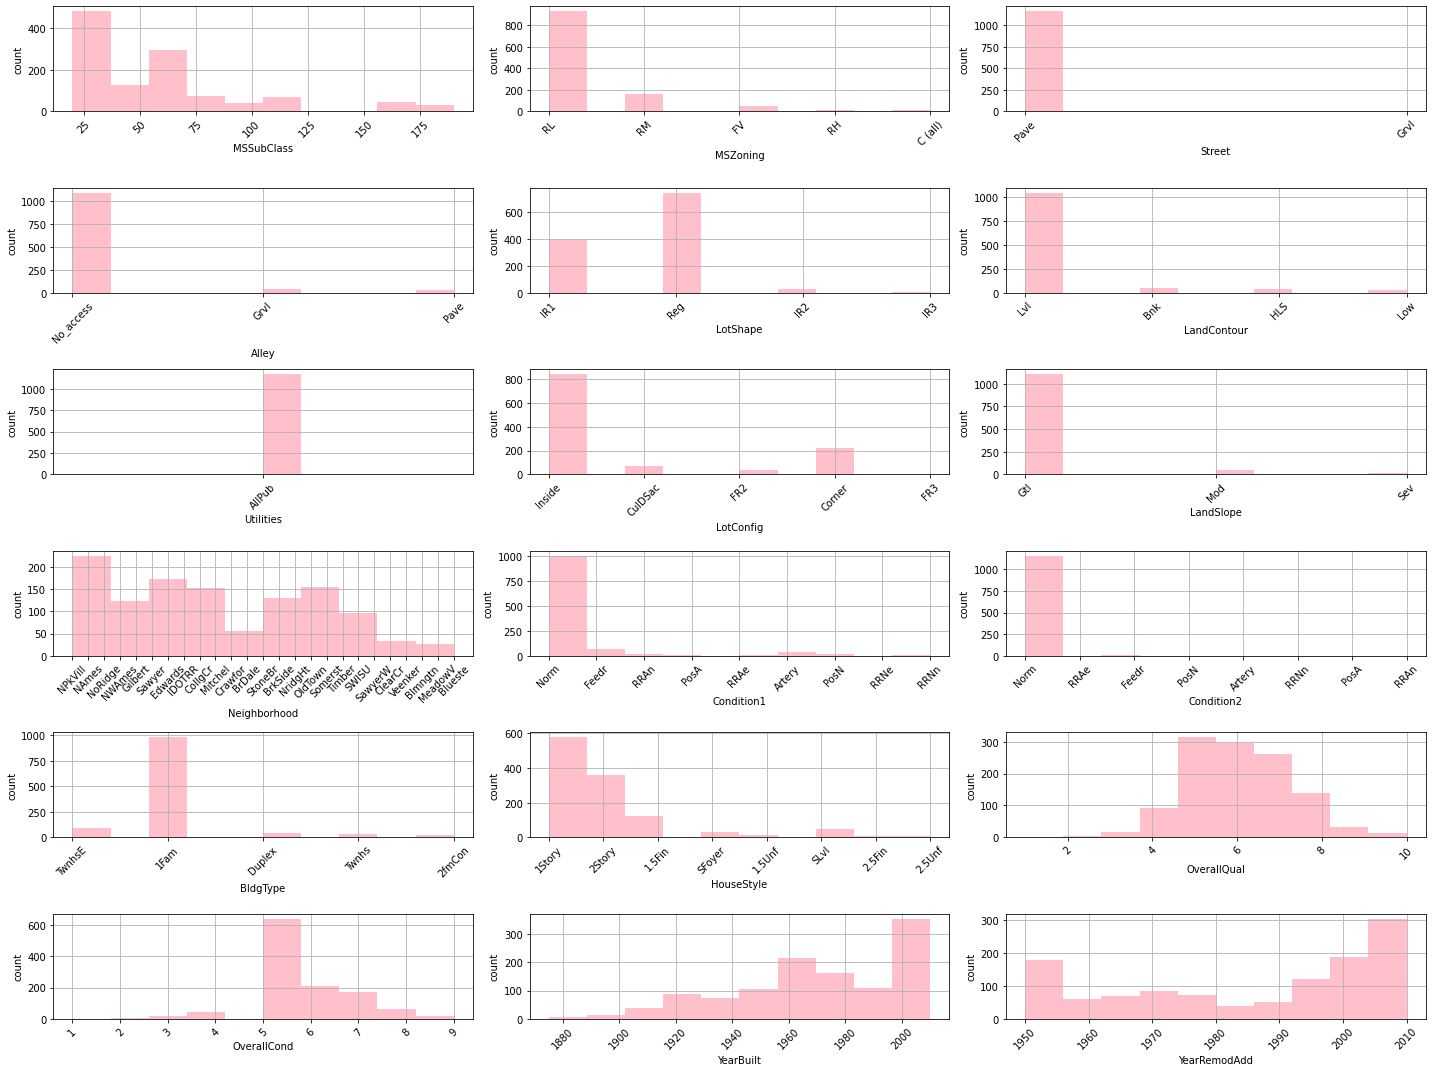 400
200
0
count
25
50
75
100
125
150
175
MSSubClass
800
600
400
200
0
count
RL
RM
FV
RH
C (all)
MSZoning
1000
750
500
250
0
count
Pave
Grvl
Street
1000
750
500
250
0
count
No_access
Grvl
Pave
Alley
600
400
200
0
count
IR1
Reg
IR2
IR3
LotShape
1000
750
500
250
0
count
Lvl
Bnk
HLS
Low
LandContour
1000
750
500
250
0
count
AllPub
Utilities
800
600
400
200
0
count
Inside
CulDSac
FR2
Corner
FR3
LotConfig
1000
750
500
250
0
count
Gtl
Mod
Sev
LandSlope
200
150
100
50
0
count
NPkVill
NAmes
NoRidge
NWAmes
Gilbert
Sawyer
Edwards
IDOTRR
CollgCr
Mitchel
Crawfor
BrDale
StoneBr
BrkSide
NridgHt
OldTown
Somerst
Timber
SWISU
SawyerW
ClearCr
Veenker
Blmngtn
MeadowV
Blueste
Neighborhood
1000
750
500
250
0
count
Norm
Feedr
RRAn
PosA
RRAe
Artery
PosN
RRNe
RRNn
Condition1
1000
750
500
250
0
count
Norm
RRAe
Feedr
PosN
Artery
RRNn
PosA
RRAn
Condition2
1000
750
500
250
0
count
TwnhsE
1Fam
Duplex
Twnhs
2fmCon
BldgType
600
400
200
0
count
1Story
2Story
1.5Fin
SFoyer
1.5Unf
SLvl
2.5Fin
2.5Unf
HouseStyle
300
200
100
0
count
2
4
6
8
10
OverallQual
600
400
200
0
count
1
2
3
4
5
6
7
8
9
OverallCond
300
200
100
0
count
1880
1900
1920
1940
1960
1980
2000
YearBuilt
300
200
100
0
count
1950
1960
1970
1980
1990
2000
2010
YearRemodAdd